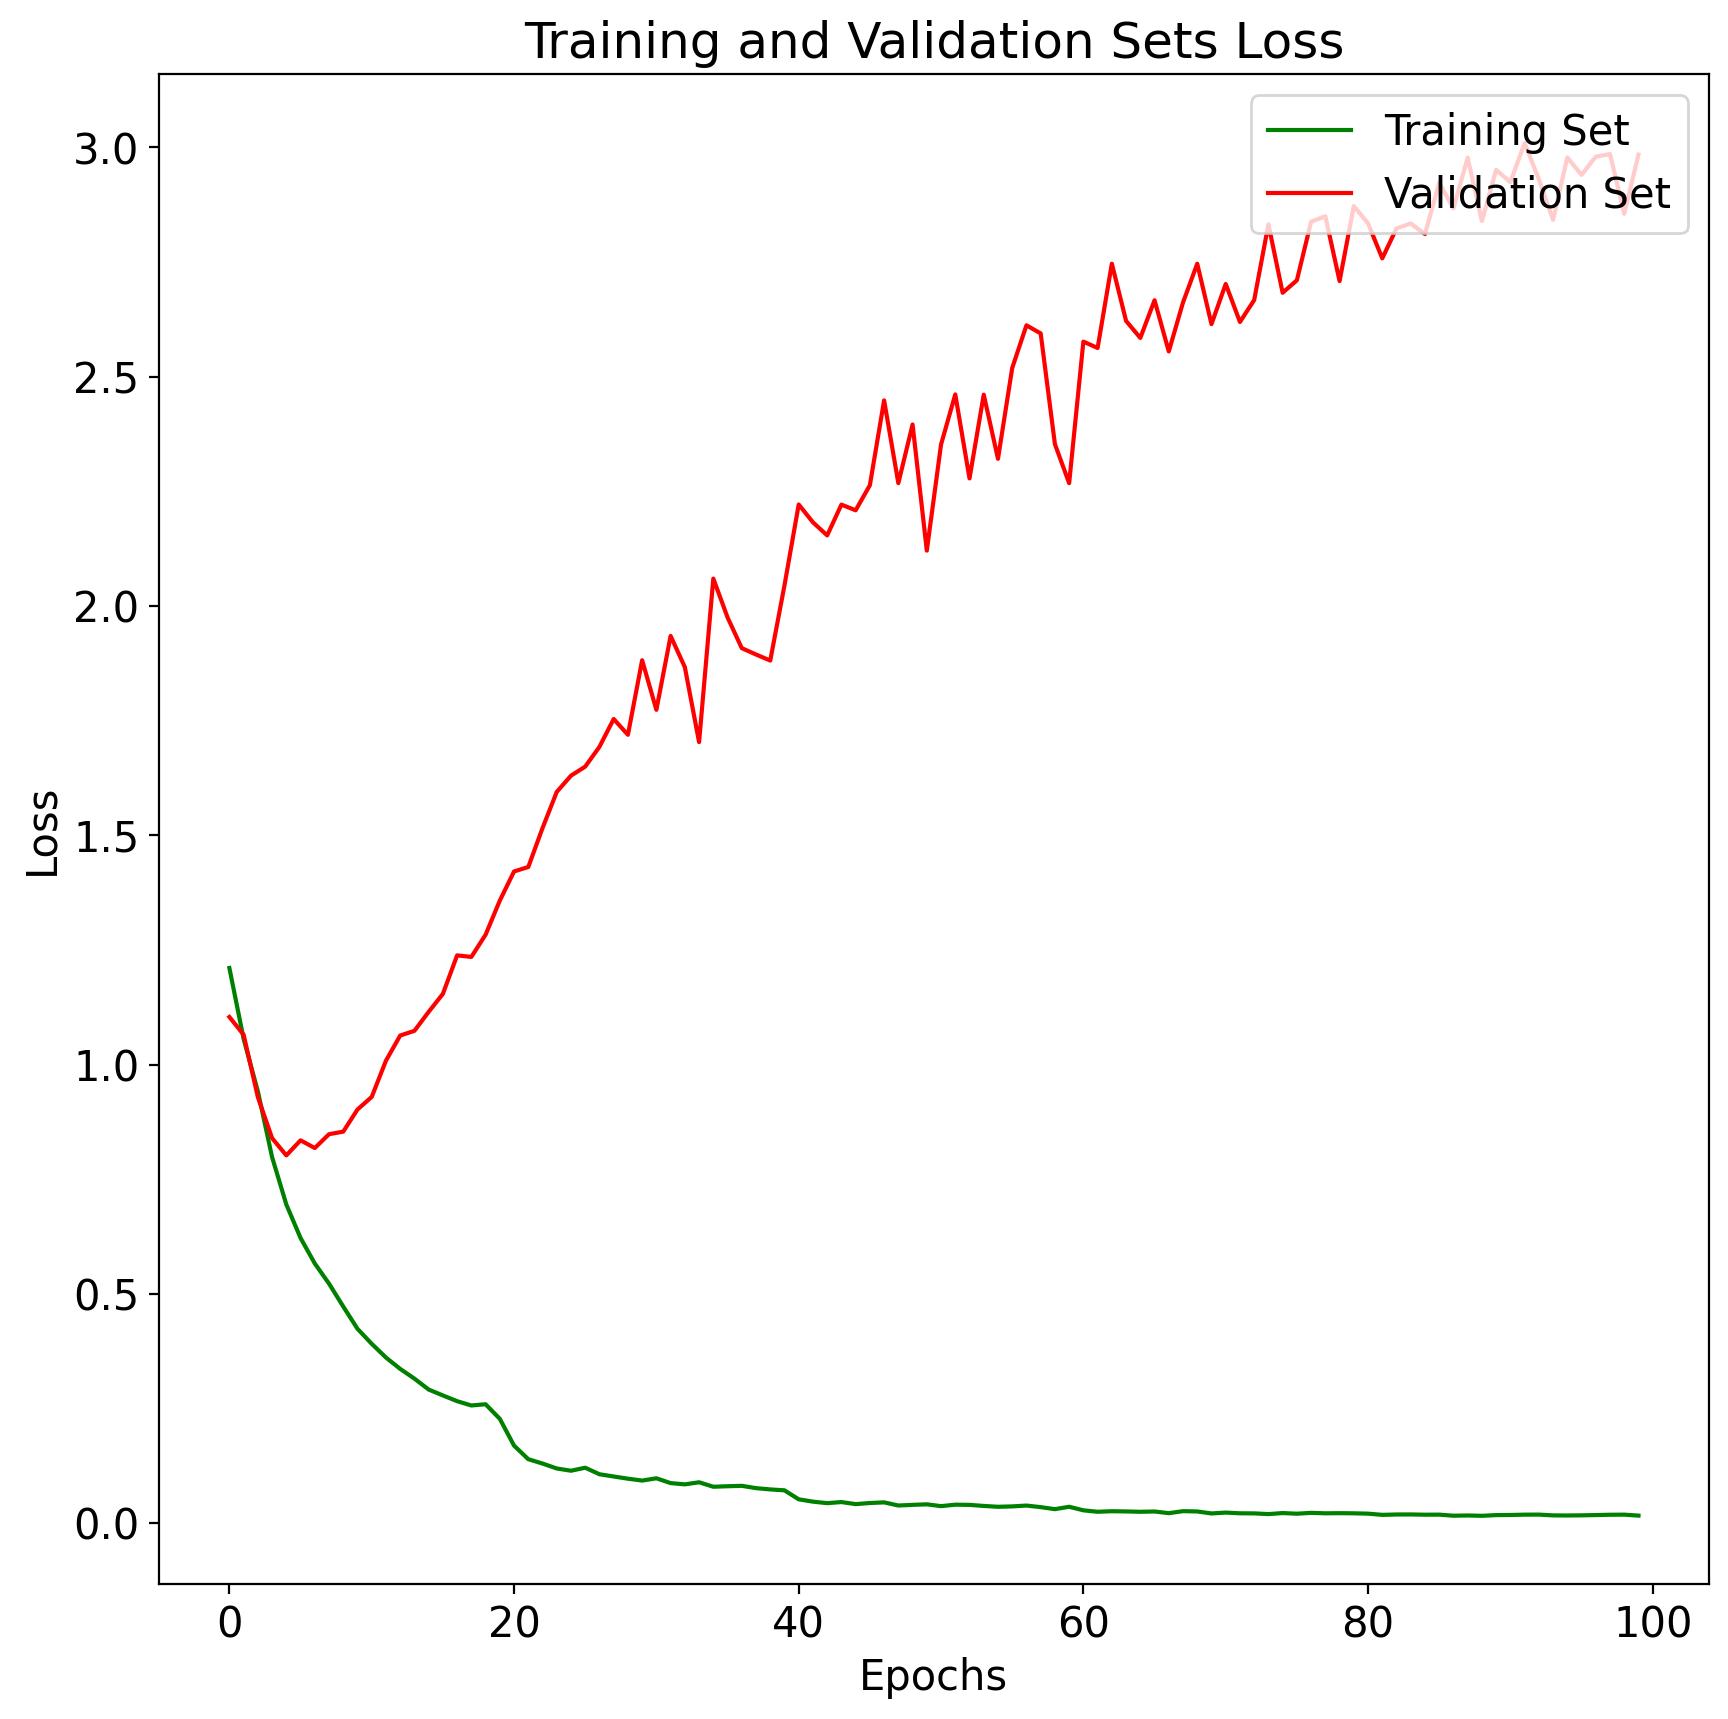 Training and Validation Sets Loss
Training Set
Validation Set
3.0
2.5
2.0
1.5
1.0
0.5
0.0
Loss
0 20 40 60 80 100
Epochs